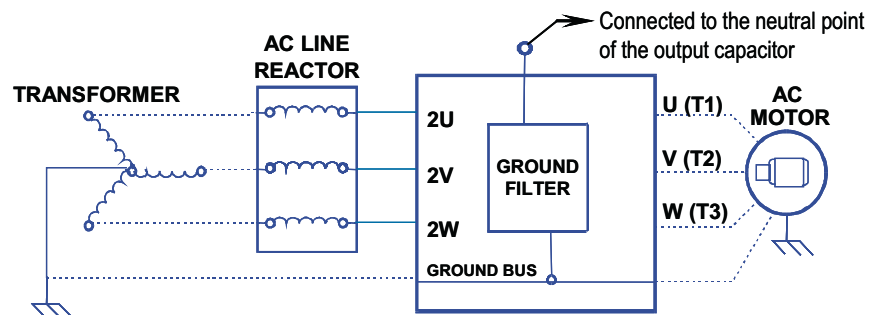 Connected to the neutral point
of the output capacitor
AC LINE
REACTOR
TRANSFORMER
AC
MOTOR
2U
2V
2W
GROUND
FILTER
GROUND BUS
U (T1)
V (T2)
W (T3)